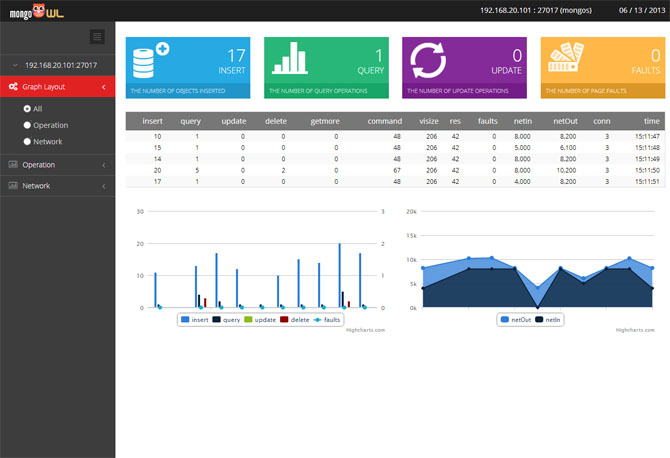 mongo WL
192.168.20.101 : 27017 (mongos)
06 / 13 / 2013
192.168.20.101:27017
Graph Layout
All
Operation
Network
Operation
Network
17
INSERT
THE NUMBER OF OBJECTS INSERTED
1
QUERY
THE NUMBER OF QUERY OPERATIONS
0
UPDATE
THE NUMBER OF UPDATE OPERATIONS
0
FAULTS
THE NUMBER OF PAGE FAULTS
insert query update delete getmore command visize res faults netIn netOut conn time
10 1 0 0 0 48 206 42 0 8,000 8,200 3 15:11:47
15 1 0 0 0 48 206 42 0 5,000 6,100 3 15:11:48
14 1 0 0 0 48 206 42 0 8,000 8,200 3 15:11:49
20 5 0 2 0 67 206 42 0 8,000 10,200 3 15:11:50
17 1 0 0 0 48 206 42 0 4,000 8,200 3 15:11:51
30 3
20 2
10 1
0 0
insert query update delete faults
Highcharts.com
20k
15k
10k
5k
0k
netOut netIn
Highcharts.com